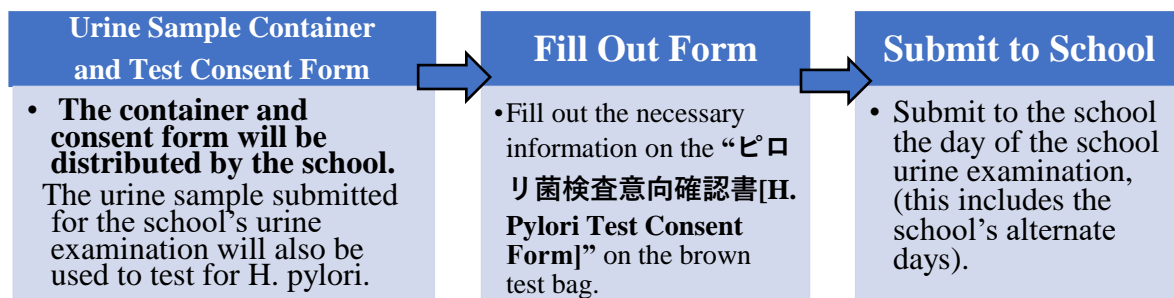 Urine Sample Container
and Test Consent Form
• The container and
consent form will be
distributed by the school.
The urine sample submitted
for the school’s urine
examination will also be
used to test for H. pylori.
Fill Out Form
•Fill out the necessary
information on the “ピロ
リ菌検査意向確認書[H.
Pylori Test Consent
Form]” on the brown
test bag.
Submit to School
• Submit to the school
the day of the school
urine examination,
(this includes the
school’s alternate
days).